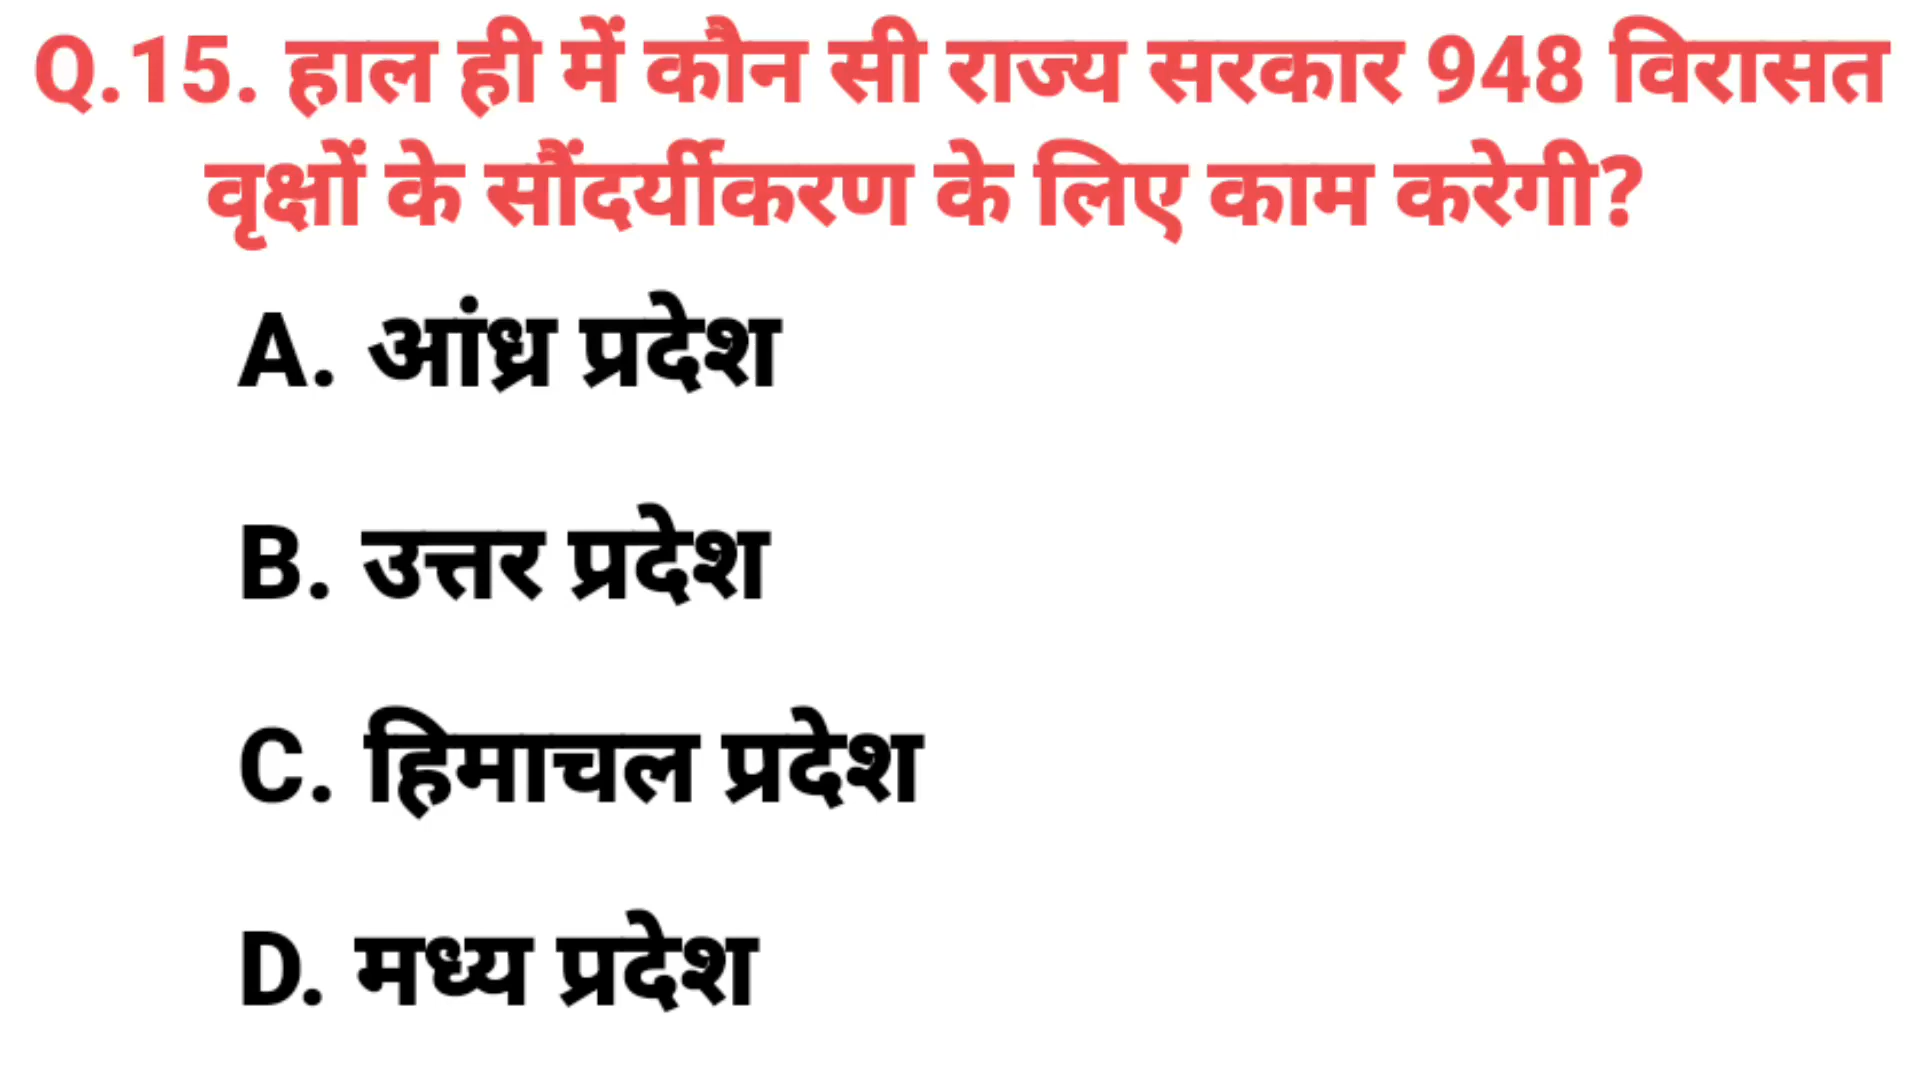 Q.15. हाल ही में कौन सी राज्य सरकार 948 विरासत
वृक्षों के सौंदर्यीकरण के लिए काम करेगी?
A. आंध्र प्रदेश
B. उत्तर प्रदेश
C. हिमाचल प्रदेश
D. मध्य प्रदेश